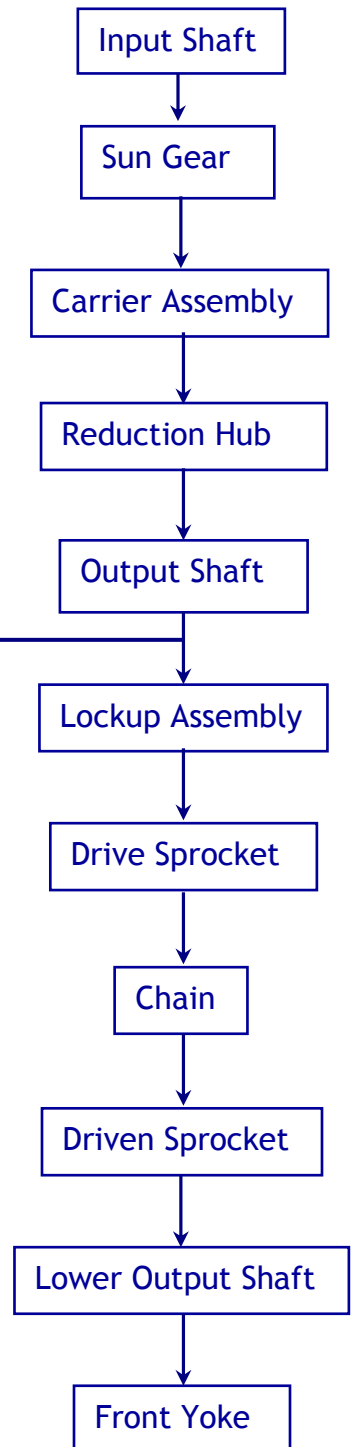 Input Shaft
Sun Gear
Carrier Assembly
Reduction Hub
Output Shaft
Lockup Assembly
Drive Sprocket
Chain
Driven Sprocket
Lower Output Shaft
Front Yoke